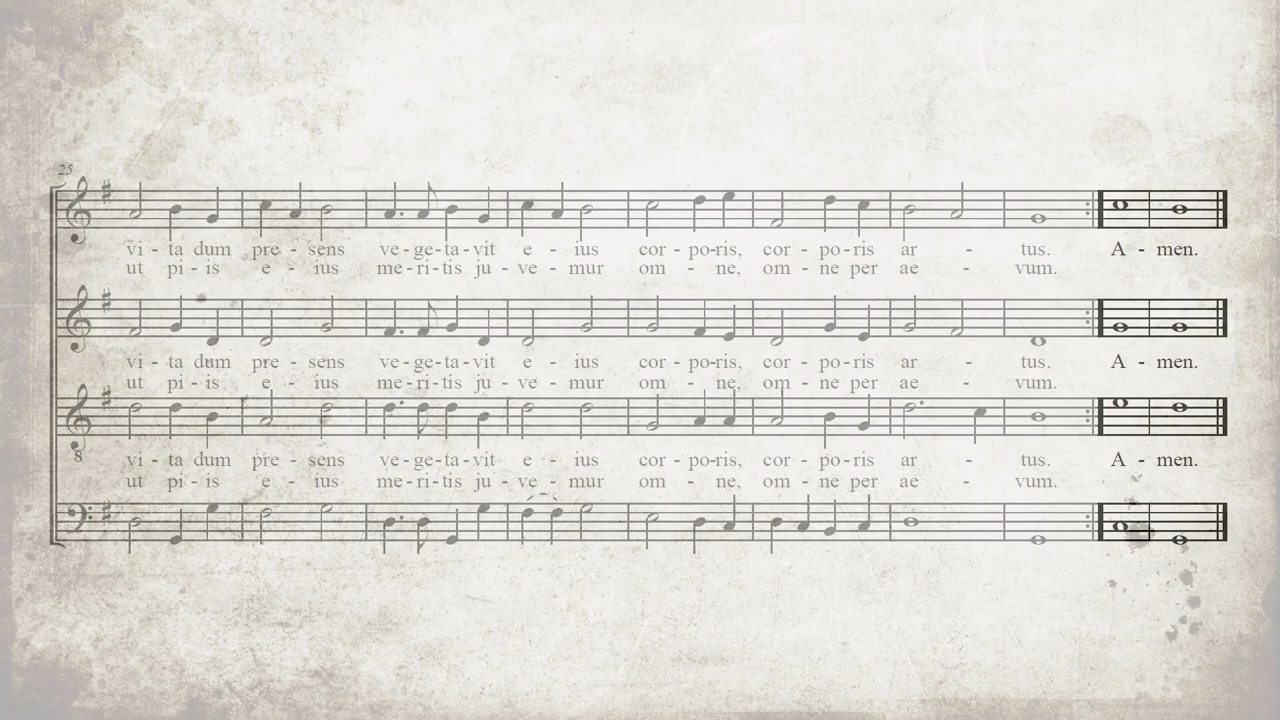 25
vi - ta dum pre - sens ve - ge - ta - vit e - ius cor - po - ris, cor - po - ris ar - tus. A - men.
ut pi - is e - ius me - ri - tis ju - ve - mur om - ne, om - ne per ae - vum.
vi - ta dum pre - sens ve - ge - ta - vit e - ius cor - po - ris, cor - po - ris ar - tus. A - men.
ut pi - is e - ius me - ri - tis ju - ve - mur om - ne, om - ne per ae - vum.
8
vi - ta dum pre - sens ve - ge - ta - vit e - ius cor - po - ris, cor - po - ris ar - tus. A - men.
ut pi - is e - ius me - ri - tis ju - ve - mur om - ne, om - ne per ae - vum.